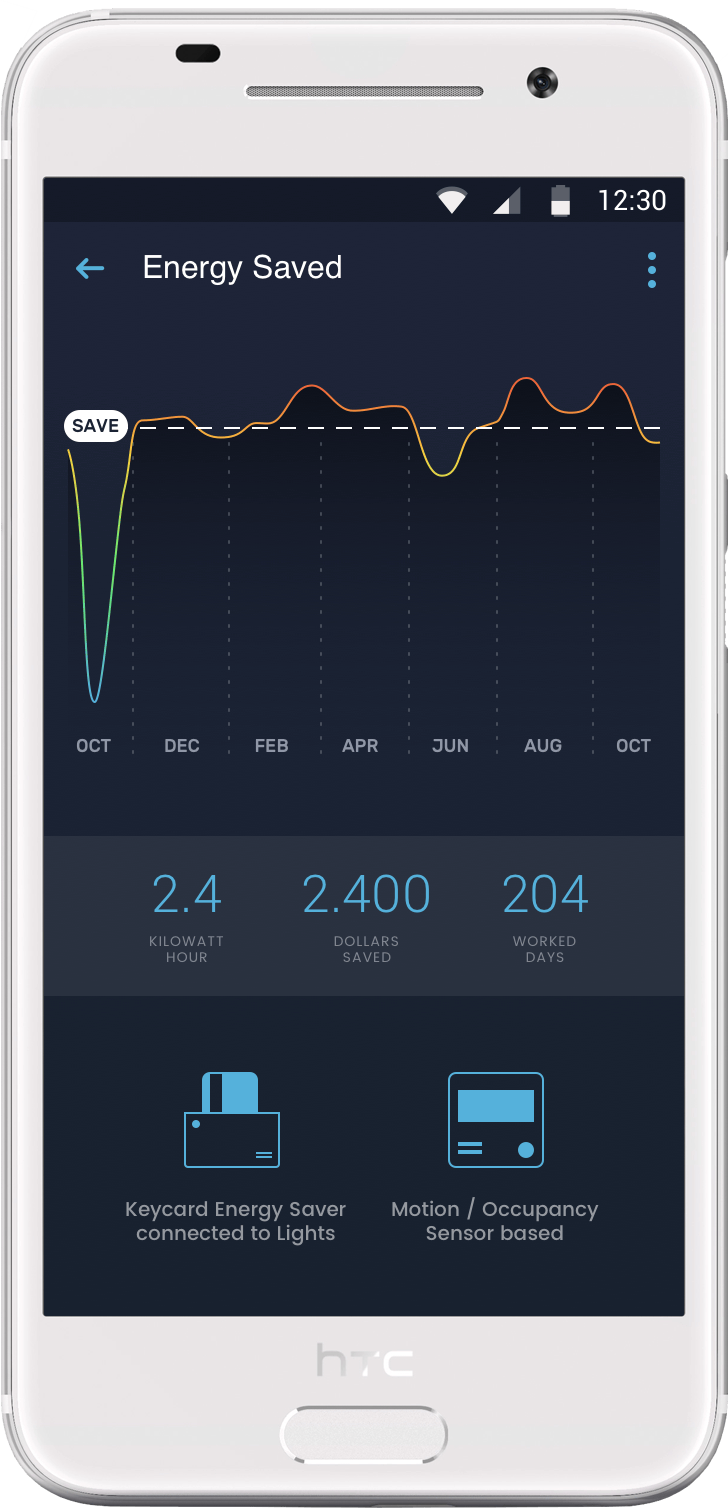 12:30
Energy Saved
SAVE
OCT DEC FEB APR JUN AUG OCT
2.4 2.400 204
KILOWATT HOUR
DOLLARS SAVED
WORKED DAYS
Keycard Energy Saver
connected to Lights
Motion / Occupancy
Sensor based
htc